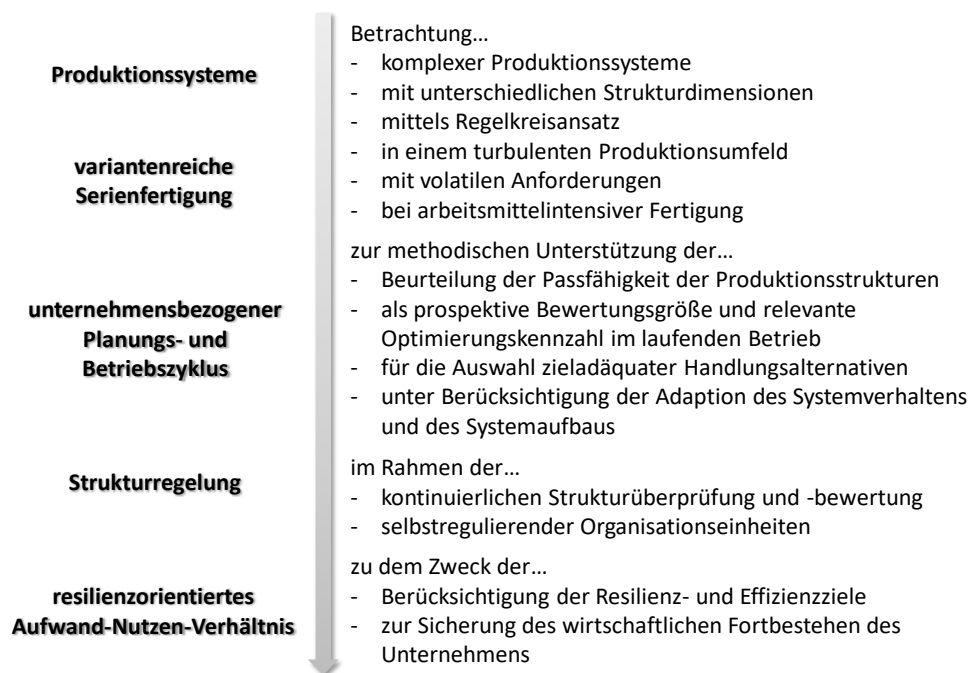 Produktionssysteme
variantenreiche
Serienfertigung
unternehmensbezogener
Planungs- und
Betriebszyklus
Strukturregelung
resilienzorientiertes
Aufwand-Nutzen-Verhältnis
Betrachtung…
- komplexer Produktionssysteme
- mit unterschiedlichen Strukturdimensionen
- mittels Regelkreisansatz
- in einem turbulenten Produktionsumfeld
- mit volatilen Anforderungen
- bei arbeitsmittelintensiver Fertigung
zur methodischen Unterstützung der…
- Beurteilung der Passfähigkeit der Produktionsstrukturen
- als prospektive Bewertungsgröße und relevante
Optimierungskennzahl im laufenden Betrieb
- für die Auswahl zieladäquater Handlungsalternativen
- unter Berücksichtigung der Adaption des Systemverhaltens
und des Systemaufbaus
im Rahmen der…
- kontinuierlichen Strukturüberprüfung und -bewertung
- selbstregulierender Organisationseinheiten
zu dem Zweck der…
- Berücksichtigung der Resilienz- und Effizienzziele
- zur Sicherung des wirtschaftlichen Fortbestehen des
Unternehmens